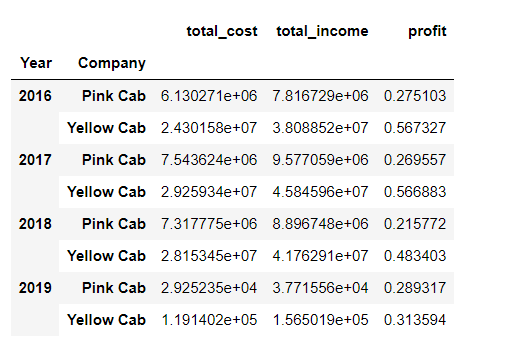 total_cost total_income profit
Year Company
2016 Pink Cab 6.130271e+06 7.816729e+06 0.275103
Yellow Cab 2.430158e+07 3.808852e+07 0.567327
2017 Pink Cab 7.543624e+06 9.577059e+06 0.269557
Yellow Cab 2.925934e+07 4.584596e+07 0.566883
2018 Pink Cab 7.317775e+06 8.896748e+06 0.215772
Yellow Cab 2.815345e+07 4.176291e+07 0.483403
2019 Pink Cab 2.925235e+04 3.771556e+04 0.289317
Yellow Cab 1.191402e+05 1.565019e+05 0.313594